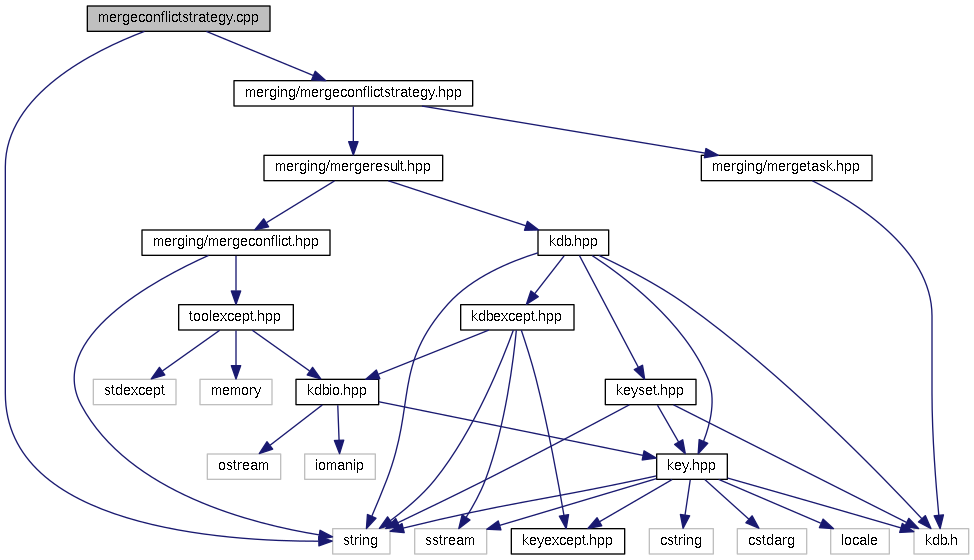 mergeconflictstrategy.cpp
merging/mergeconflictstrategy.hpp
merging/mergeresult.hpp
merging/mergetask.hpp
merging/mergeconflict.hpp
kdb.hpp
toolexcept.hpp
kdbexcept.hpp
stdexcept
memory
kdbio.hpp
keyset.hpp
ostream
iomanip
key.hpp
string
sstream
keyexcept.hpp
cstring
cstdarg
locale
kdb.h